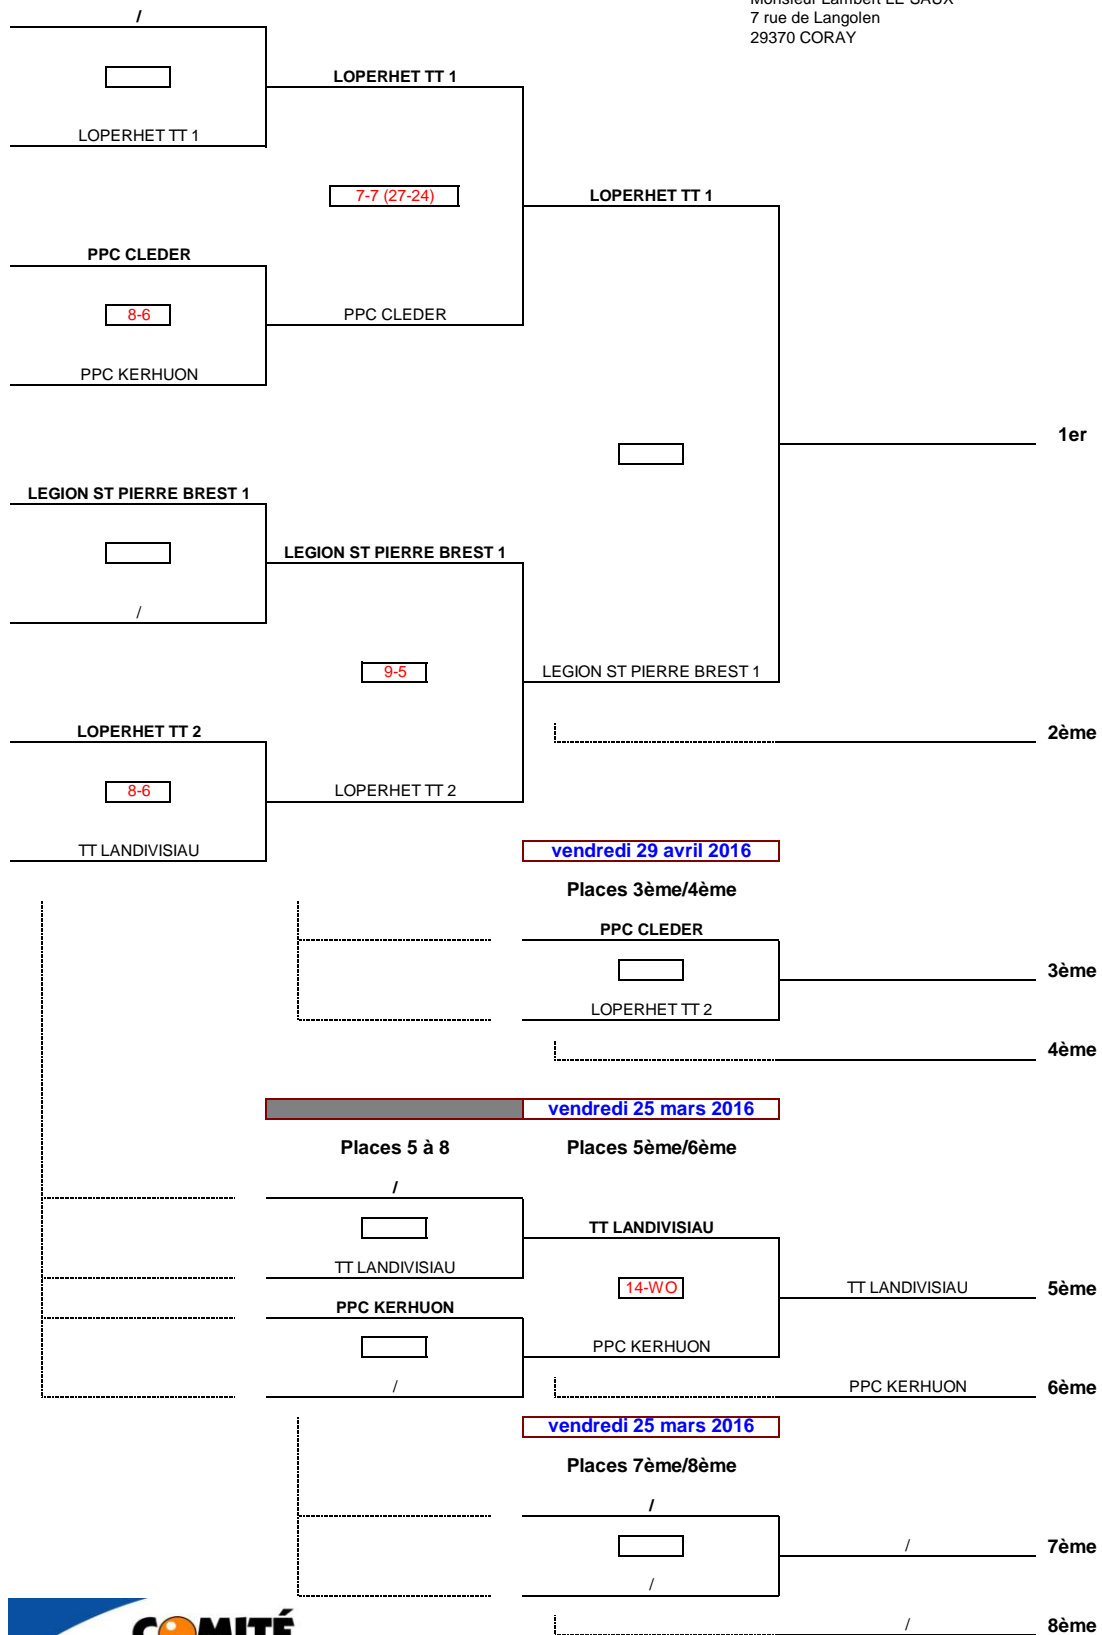 Monsieur Lambert LE SAUX
7 rue de Langolen
29370 CORAY
/
LOPERHET TT 1
LOPERHET TT 1
7-7 (27-24)
LOPERHET TT 1
PPC CLEDER
8-6
PPC CLEDER
PPC KERHUON
1er
LEGION ST PIERRE BREST 1
LEGION ST PIERRE BREST 1
/
9-5
LEGION ST PIERRE BREST 1
LOPERHET TT 2
2ème
8-6
LOPERHET TT 2
TT LANDIVISIAU
vendredi 29 avril 2016
Places 3ème/4ème
PPC CLEDER
3ème
LOPERHET TT 2
4ème
vendredi 25 mars 2016
Places 5 à 8
Places 5ème/6ème
/
TT LANDIVISIAU
TT LANDIVISIAU
14-WO
TT LANDIVISIAU
5ème
PPC KERHUON
PPC KERHUON
/
PPC KERHUON
6ème
vendredi 25 mars 2016
Places 7ème/8ème
/
/
7ème
/
/
8ème
COMITÉ